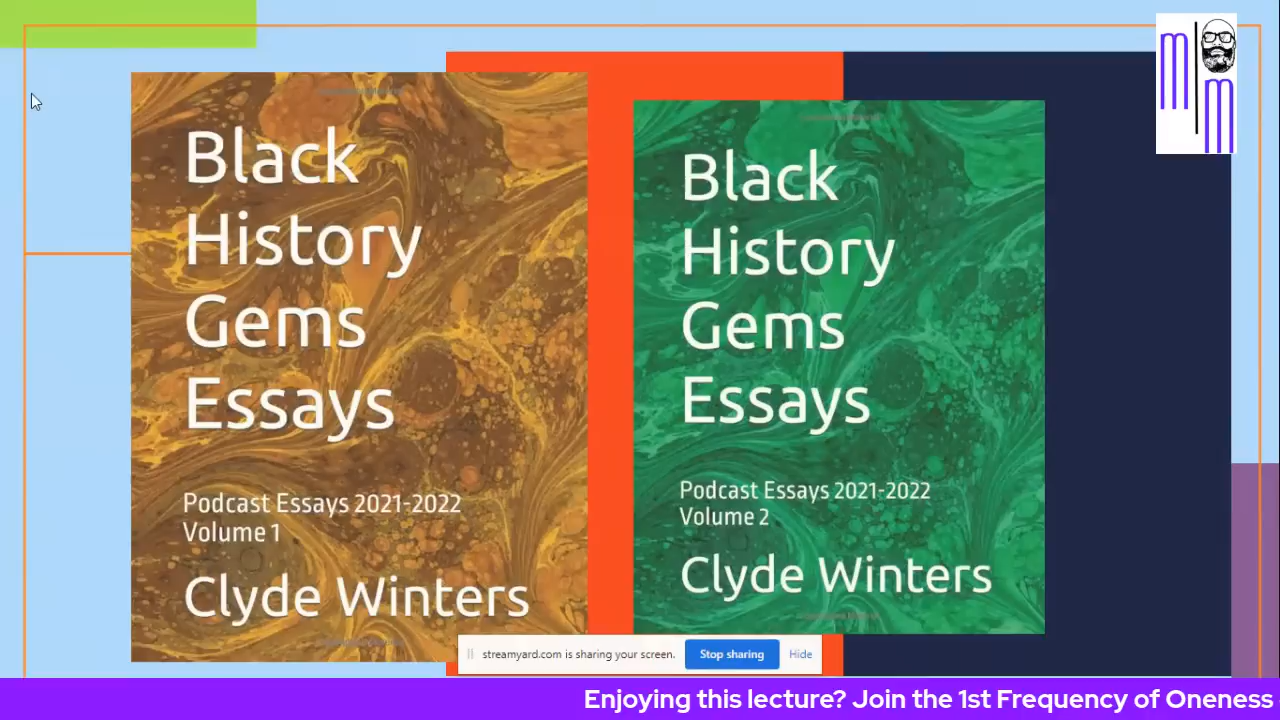 Black
History
Gems
Essays
Podcast Essays 2021-2022
Volume 1
Clyde Winters
Black
History
Gems
Essays
Podcast Essays 2021-2022
Volume 2
Clyde Winters
m
m
streamyard.com is sharing your screen.
Stop sharing
Hide
Enjoying this lecture? Join the 1st Frequency of Oneness